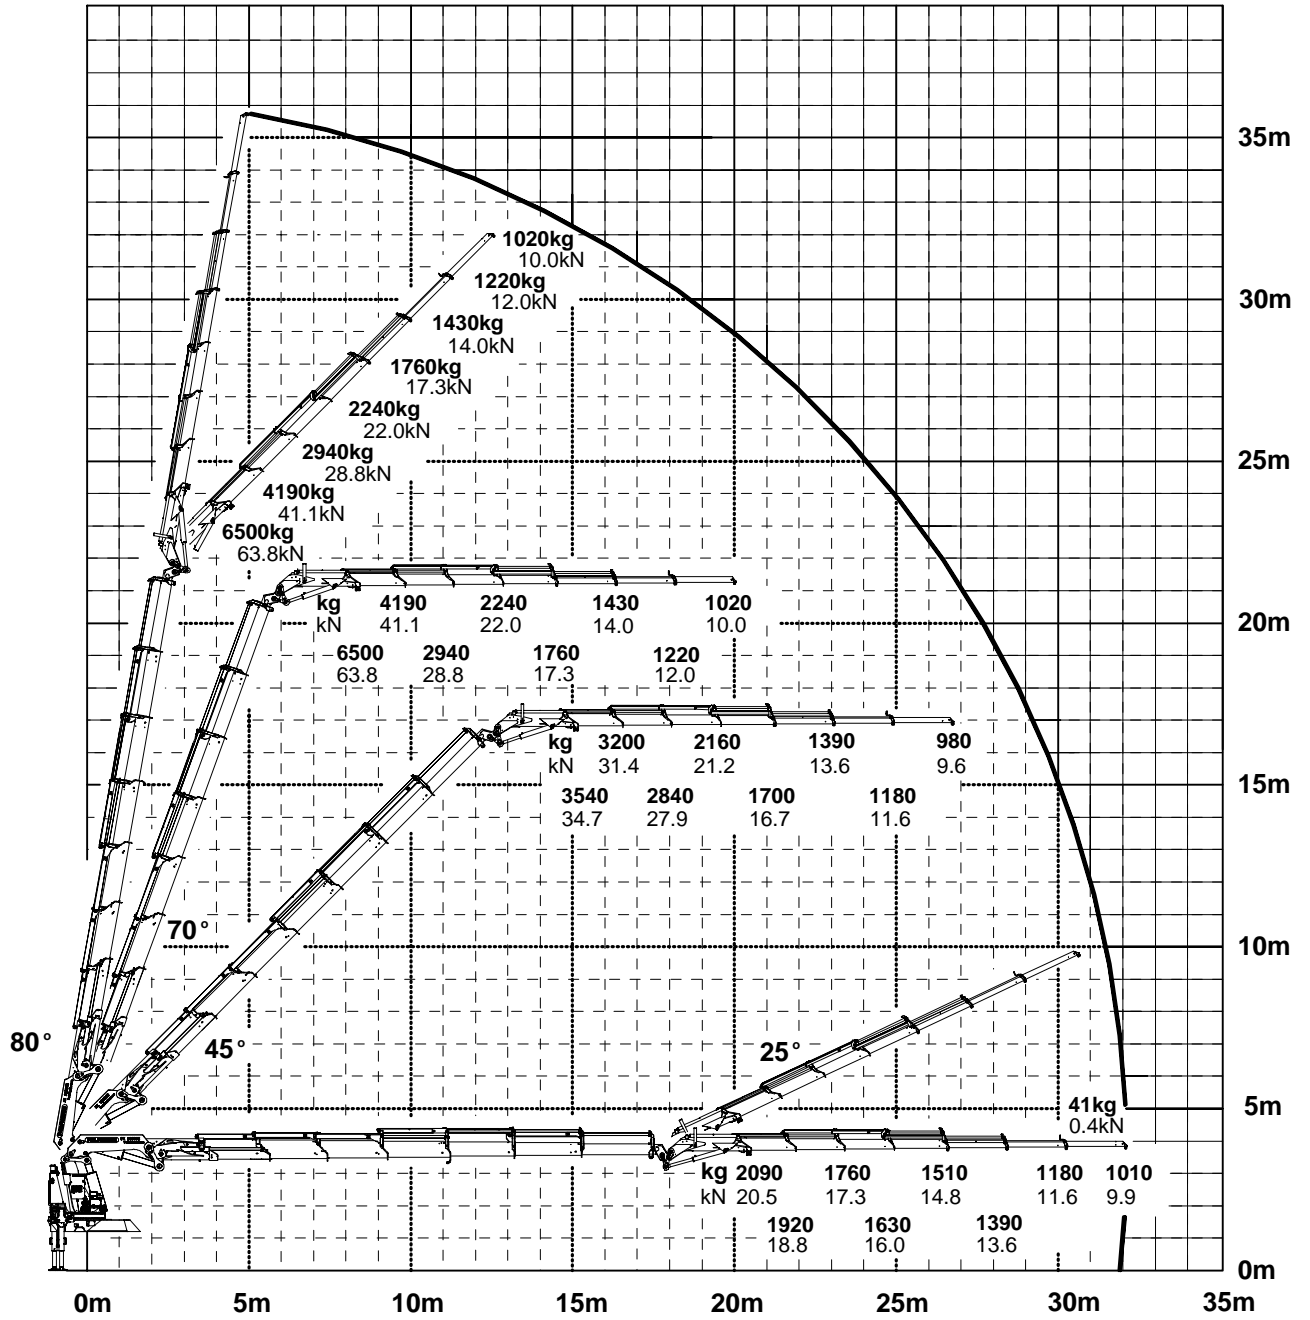 35m
1020kg
10.0kN
1220kg
12.0kN
30m
1430kg
14.0kN
1760kg
17.3kN
2240kg
22.0kN
2940kg
28.8kN
25m
4190kg
41.1kN
6500kg
63.8kN
kg 4190 2240 1430 1020
kN 41.1 22.0 14.0 10.0
20m
6500 2940 1760 1220
63.8 28.8 17.3 12.0
kg 3200 2160 1390 980
kN 31.4 21.2 13.6 9.6
15m
3540 2840 1700 1180
34.7 27.9 16.7 11.6
70°
10m
80°
45°
25°
41kg
0.4kN
5m
kg 2090 1760 1510 1180 1010
kN 20.5 17.3 14.8 11.6 9.9
1920 1630 1390
18.8 16.0 13.6
0m
0m 5m 10m 15m 20m 25m 30m 35m